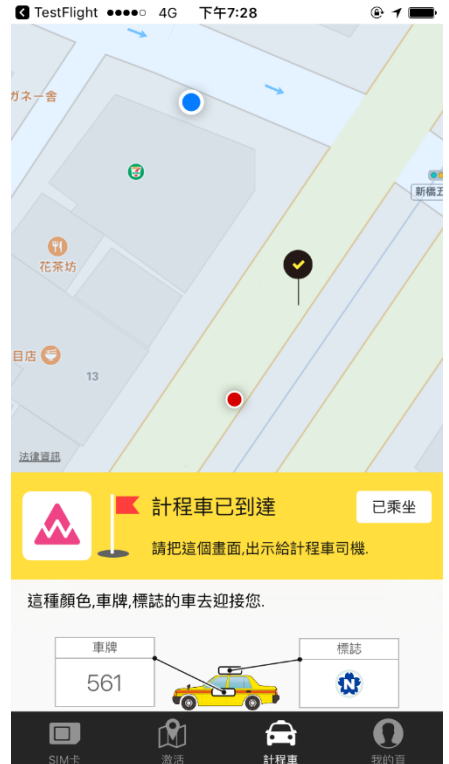 TestFlight 4G 下午7:28
ガネー舎
新橋五
花茶坊
目店
13
法律資訊
計程車已到達
已乘坐
請把這個畫面,出示給計程車司機.
這種顏色,車牌,標誌的車去迎接您.
車牌
標誌
561
N
SIM卡
激活
計程車
我的頁